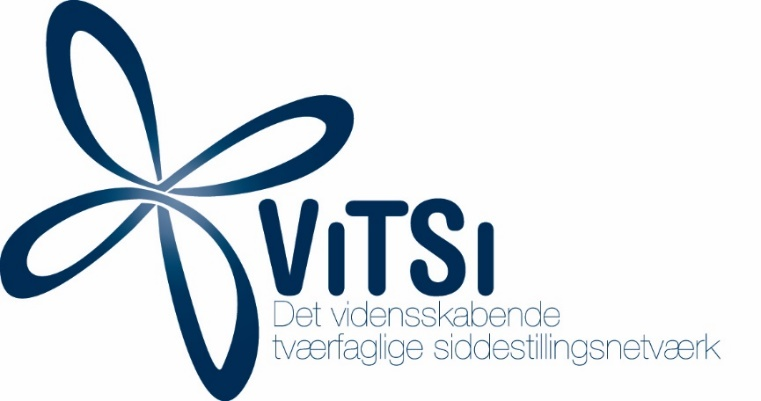 ViTSi
Det vidensskabende
tværfaglige siddestillingsnetværk